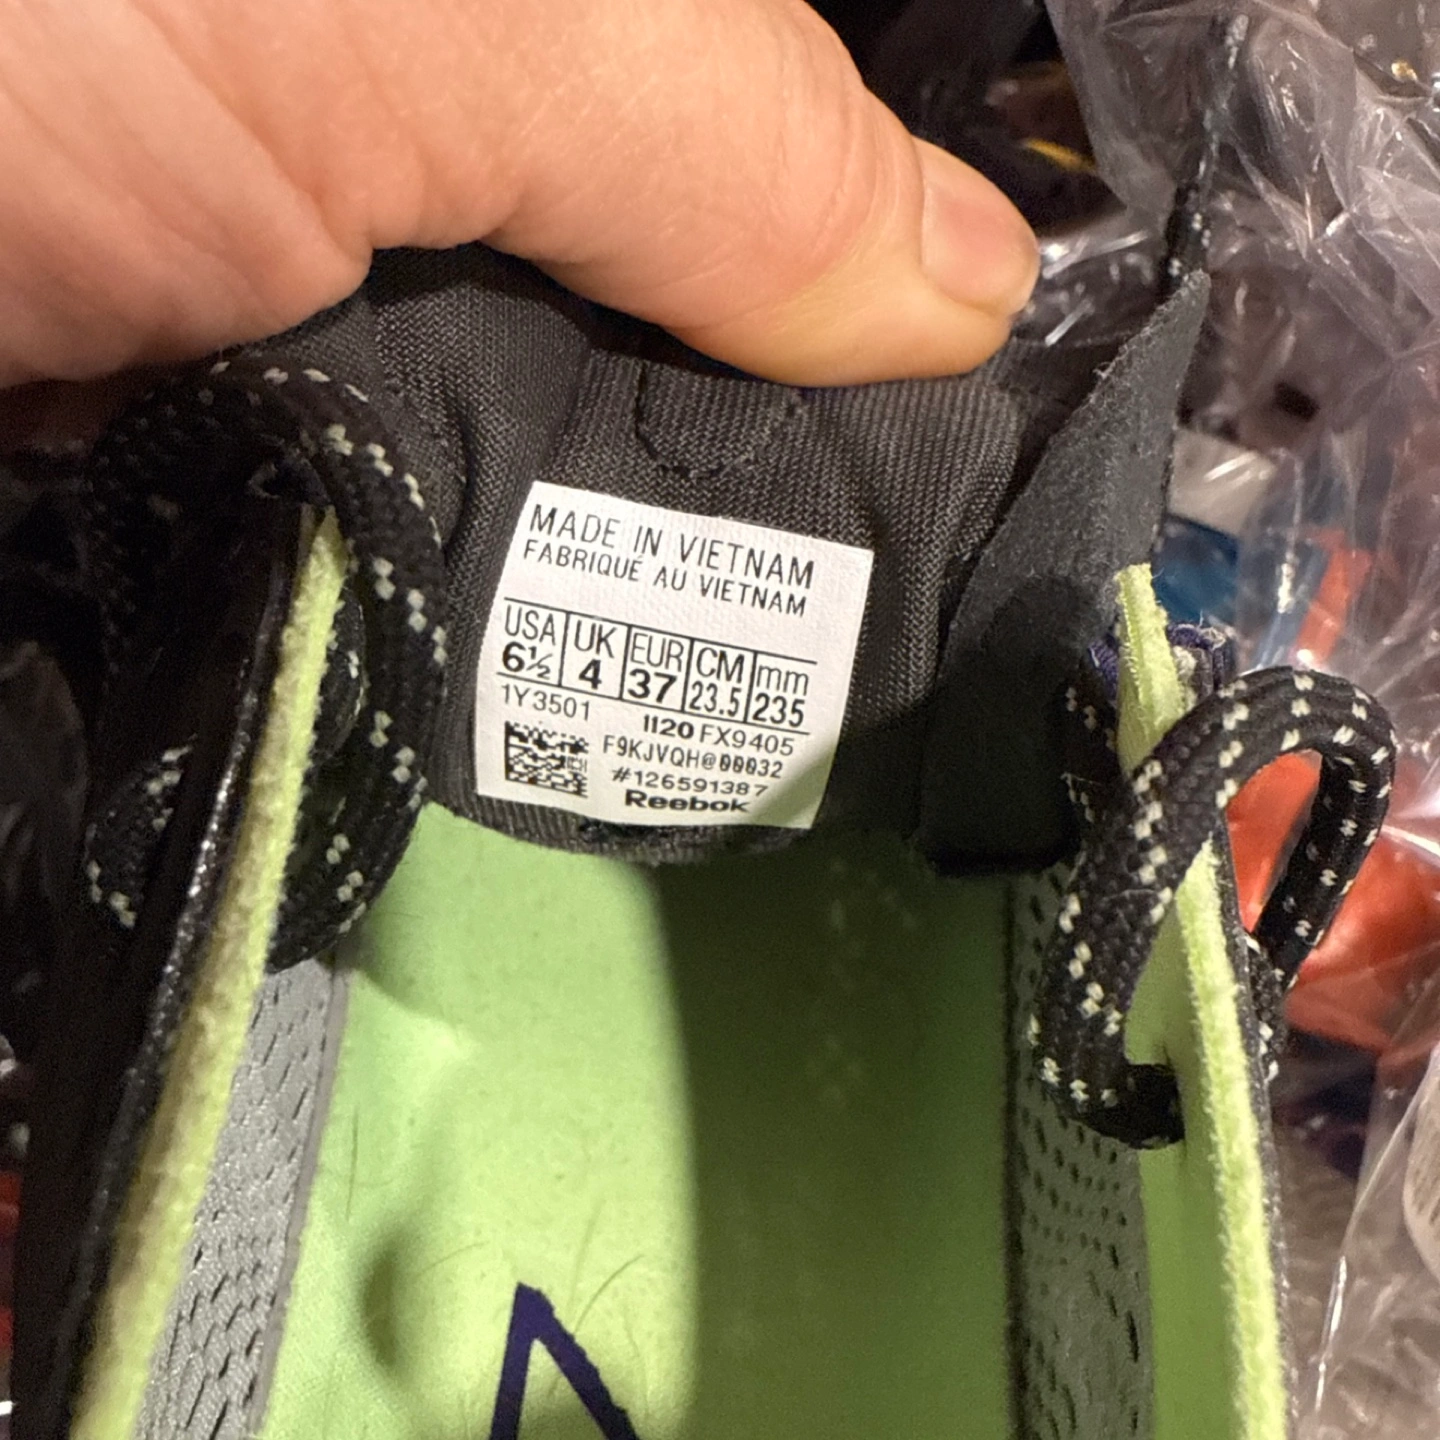 MADE IN VIETNAM
FABRIQUÉ AU VIETNAM
USA UK EUR CM mm
6½ 4 37 23.5 235
1Y3501 1120 FX9405
F9KJVQH@00032
#126591387
Reebok